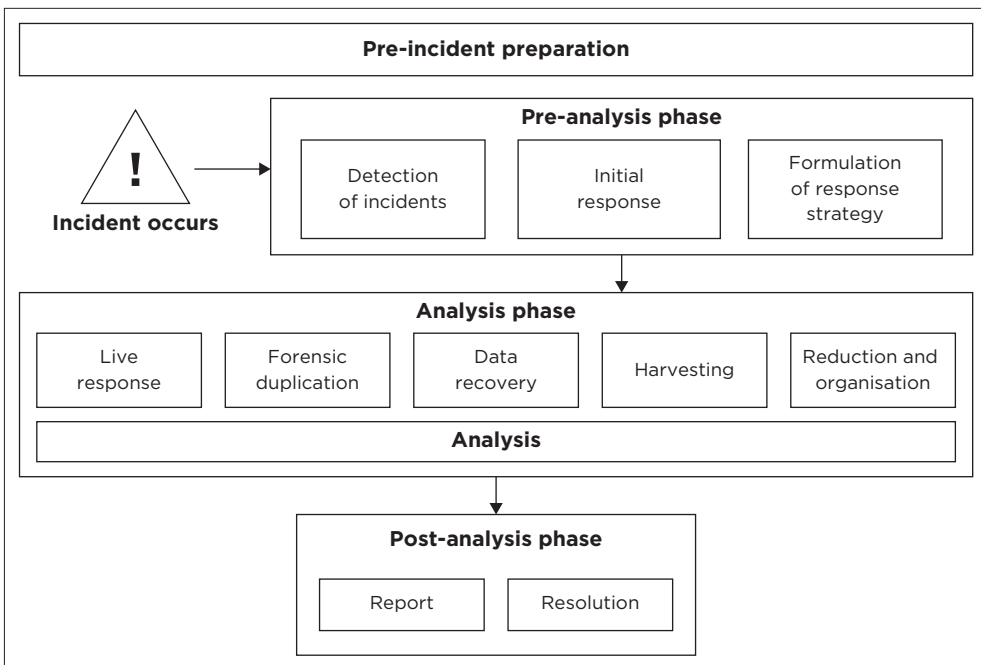 Pre-incident preparation
!
Incident occurs
Pre-analysis phase
Detection
of incidents
Initial
response
Formulation
of response
strategy
Analysis phase
Live
response
Forensic
duplication
Data
recovery
Harvesting
Reduction and
organisation
Analysis
Post-analysis phase
Report
Resolution